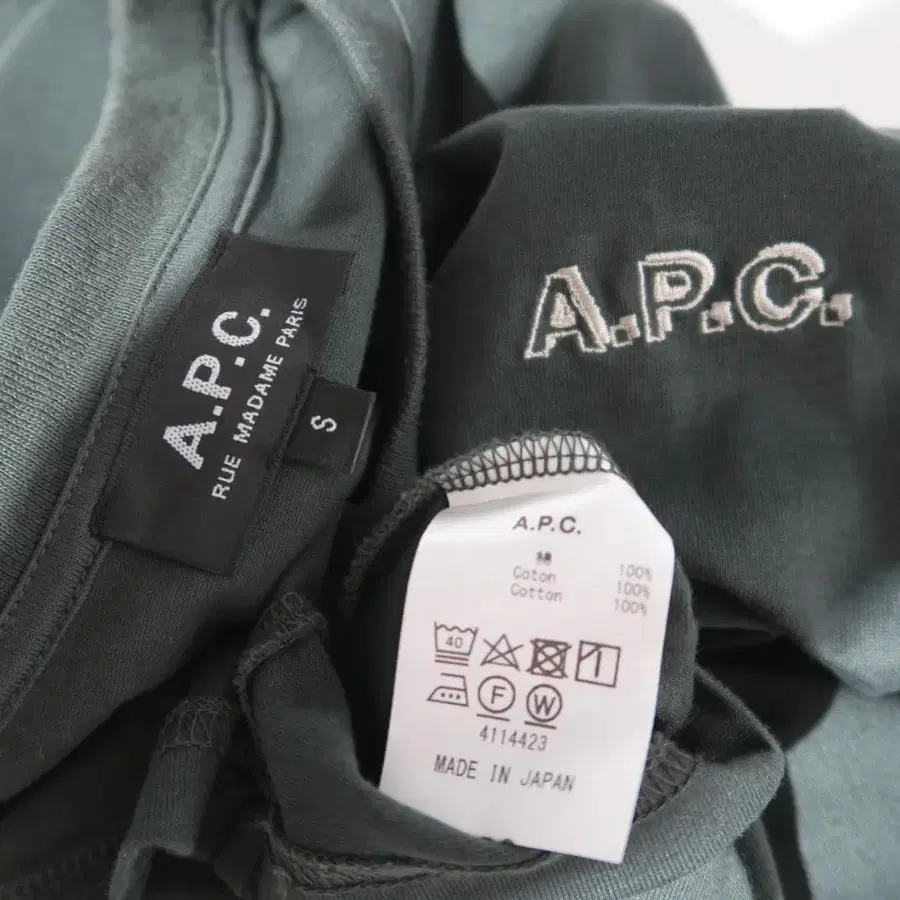 A.P.C.
RUE MADAME PARIS
S
A.P.C.
A.P.C.
綿 100%
Coton 100%
Cotton 100%
40
F W
4114423
MADE IN JAPAN